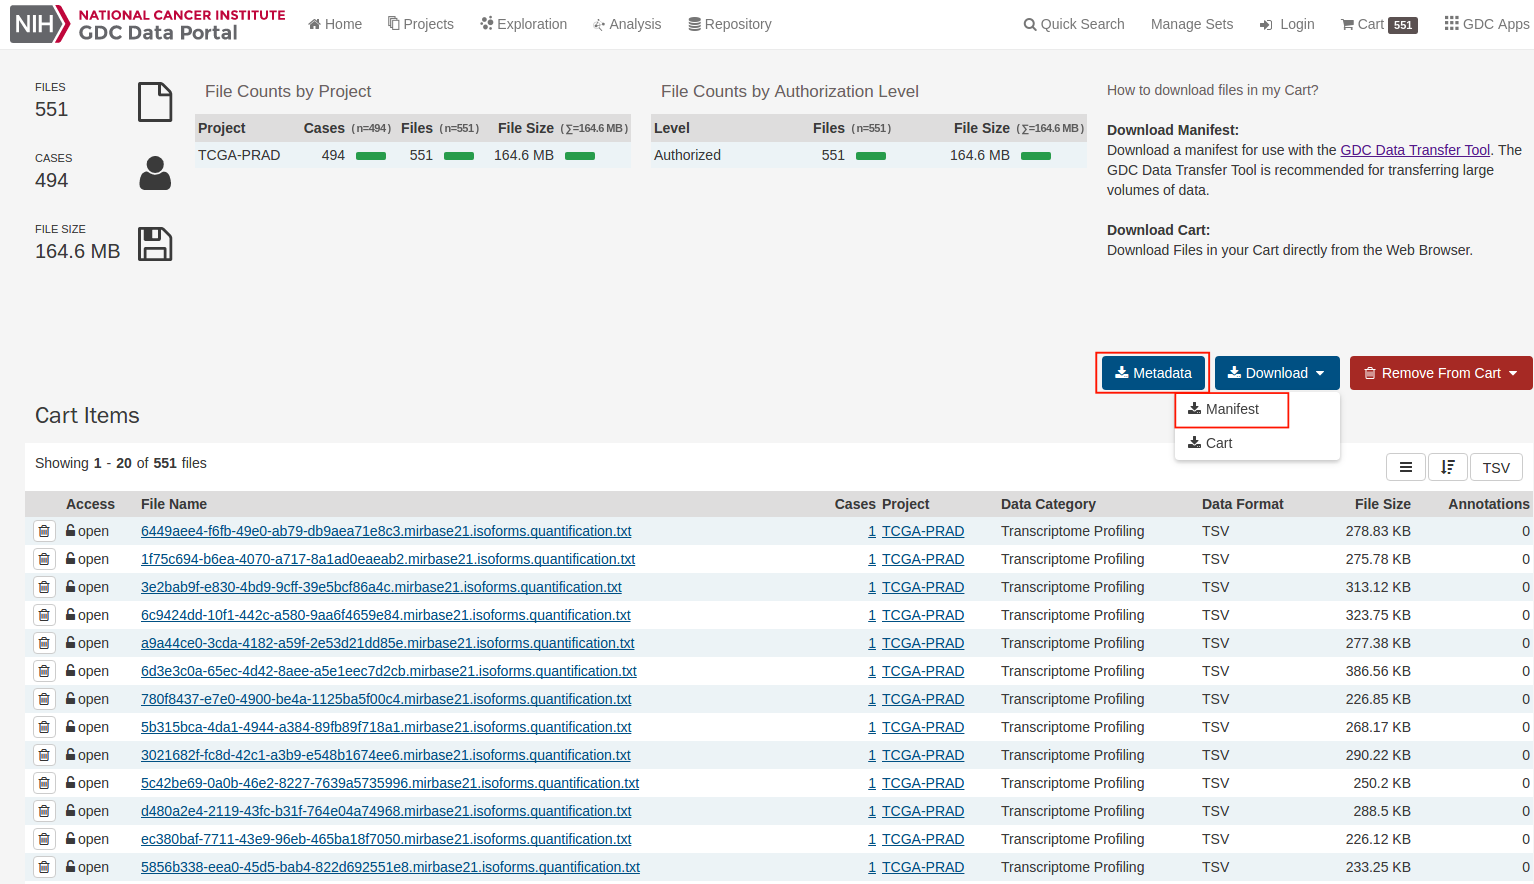 NIH NATIONAL CANCER INSTITUTE
GDC Data Portal
Home Projects Exploration Analysis Repository Quick Search Manage Sets Login Cart 551 GDC Apps
FILES
551
CASES
494
FILE SIZE
164.6 MB
File Counts by Project
Project Cases (n=494) Files (n=551) File Size (∑=164.6 MB)
TCGA-PRAD 494 551 164.6 MB
File Counts by Authorization Level
Level Files (n=551) File Size (∑=164.6 MB)
Authorized 551 164.6 MB
How to download files in my Cart?
Download Manifest:
Download a manifest for use with the GDC Data Transfer Tool. The
GDC Data Transfer Tool is recommended for transferring large
volumes of data.
Download Cart:
Download Files in your Cart directly from the Web Browser.
Metadata Download Remove From Cart
Manifest
Cart
Cart Items
Showing 1 - 20 of 551 files
TSV
Access File Name Cases Project Data Category Data Format File Size Annotations
open 6449aee4-f6fb-49e0-ab79-db9aea71e8c3.mirbase21.isoforms.quantification.txt 1 TCGA-PRAD Transcriptome Profiling TSV 278.83 KB 0
open 1f75c694-b6ea-4070-a717-8a1ad0eaeab2.mirbase21.isoforms.quantification.txt 1 TCGA-PRAD Transcriptome Profiling TSV 275.78 KB 0
open 3e2bab9f-e830-4bd9-9cff-39e5bcf86a4c.mirbase21.isoforms.quantification.txt 1 TCGA-PRAD Transcriptome Profiling TSV 313.12 KB 0
open 6c9424dd-10f1-442c-a580-9aa6f4659e84.mirbase21.isoforms.quantification.txt 1 TCGA-PRAD Transcriptome Profiling TSV 323.75 KB 0
open a9a44ce0-3cda-4182-a59f-2e53d21dd85e.mirbase21.isoforms.quantification.txt 1 TCGA-PRAD Transcriptome Profiling TSV 277.38 KB 0
open 6d3e3c0a-65ec-4d42-8aee-a5e1eec7d2cb.mirbase21.isoforms.quantification.txt 1 TCGA-PRAD Transcriptome Profiling TSV 386.56 KB 0
open 780f8437-e7e0-4900-be4a-1125ba5f00c4.mirbase21.isoforms.quantification.txt 1 TCGA-PRAD Transcriptome Profiling TSV 226.85 KB 0
open 5b315bca-4da1-4944-a384-89fb89f718a1.mirbase21.isoforms.quantification.txt 1 TCGA-PRAD Transcriptome Profiling TSV 268.17 KB 0
open 3021682f-fc8d-42c1-a3b9-e548b1674ee6.mirbase21.isoforms.quantification.txt 1 TCGA-PRAD Transcriptome Profiling TSV 290.22 KB 0
open 5c42be69-0a0b-46e2-8227-7639a5735996.mirbase21.isoforms.quantification.txt 1 TCGA-PRAD Transcriptome Profiling TSV 250.2 KB 0
open d480a2e4-2119-43fc-b31f-764e04a74968.mirbase21.isoforms.quantification.txt 1 TCGA-PRAD Transcriptome Profiling TSV 288.5 KB 0
open ec380baf-7711-43e9-96eb-465ba18f7050.mirbase21.isoforms.quantification.txt 1 TCGA-PRAD Transcriptome Profiling TSV 226.12 KB 0
open 5856b338-eea0-45d5-bab4-822d692551e8.mirbase21.isoforms.quantification.txt 1 TCGA-PRAD Transcriptome Profiling TSV 233.25 KB 0